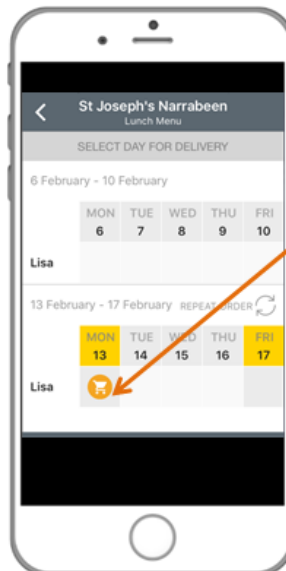 St Joseph's Narrabeen
Lunch Menu
SELECT DAY FOR DELIVERY
6 February - 10 February
MON TUE WED THU FRI
6 7 8 9 10
Lisa
13 February - 17 February REPEAT ORDER
MON TUE WED THU FRI
13 14 15 16 17
Lisa